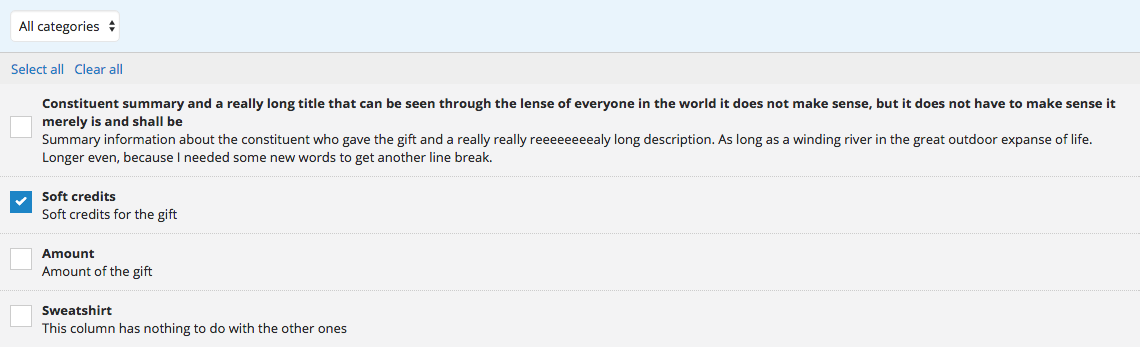 All categories
Select all Clear all
Constituent summary and a really long title that can be seen through the lense of everyone in the world it does not make sense, but it does not have to make sense it
merely is and shall be
Summary information about the constituent who gave the gift and a really really reeeeeeeealy long description. As long as a winding river in the great outdoor expanse of life.
Longer even, because I needed some new words to get another line break.
Soft credits
Soft credits for the gift
Amount
Amount of the gift
Sweatshirt
This column has nothing to do with the other ones